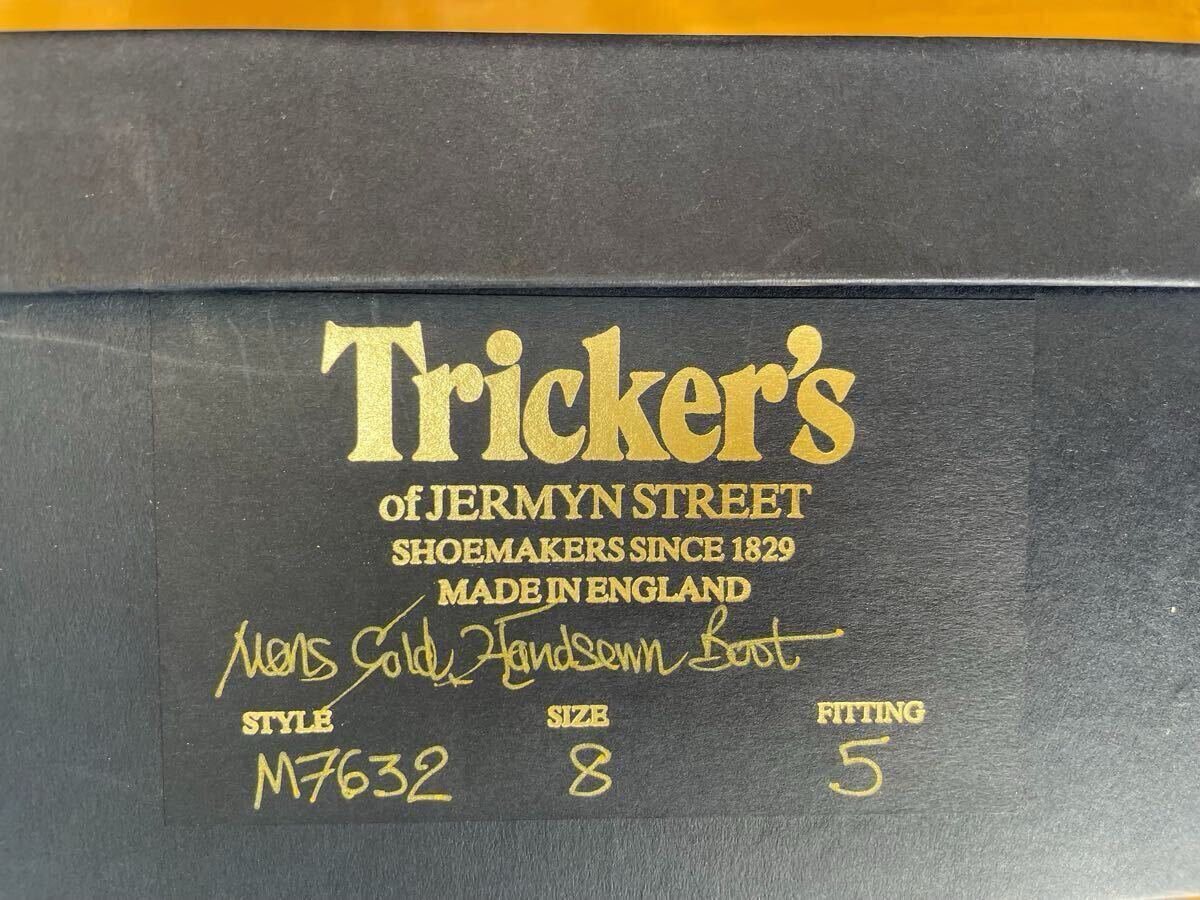 Tricker's
of JERMYN STREET
SHOEMAKERS SINCE 1829
MADE IN ENGLAND
Mens Gold Handsewn Boot
STYLE SIZE FITTING
M7632 8 5